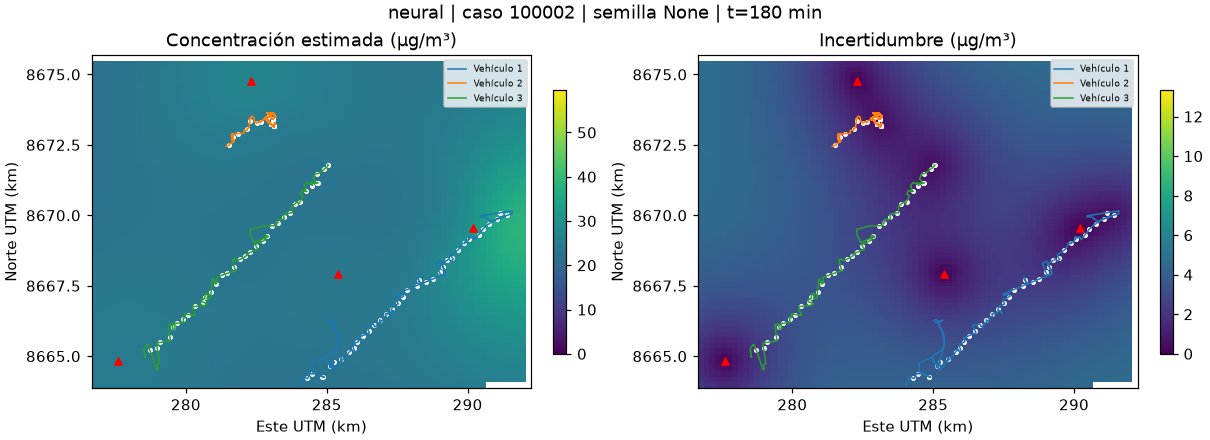 neural | caso 100002 | semilla None | t=180 min
Concentración estimada (µg/m³)
Vehículo 1
Vehículo 2
Vehículo 3
8675.0
8672.5
8670.0
8667.5
8665.0
Norte UTM (km)
280
285
290
Este UTM (km)
50
40
30
20
10
0
Incertidumbre (µg/m³)
Vehículo 1
Vehículo 2
Vehículo 3
8675.0
8672.5
8670.0
8667.5
8665.0
Norte UTM (km)
280
285
290
Este UTM (km)
12
10
8
6
4
2
0